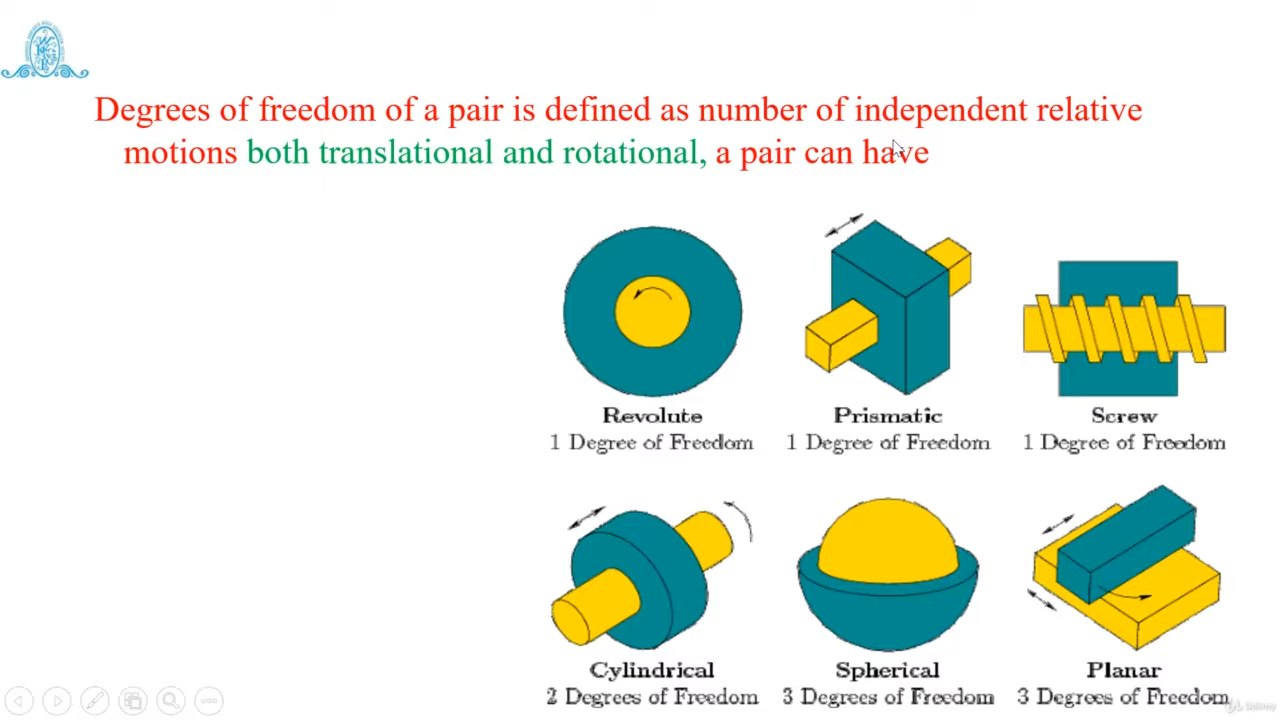 Degrees of freedom of a pair is defined as number of independent relative
motions both translational and rotational, a pair can have
Revolute
1 Degree of Freedom
Prismatic
1 Degree of Freedom
Screw
1 Degree of Freedom
Cylindrical
2 Degrees of Freedom
Spherical
3 Degrees of Freedom
Planar
3 Degrees of Freedom
Udemy